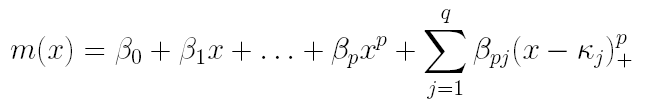 m(x) = β₀ + β₁x + … + βₚxᵖ + ∑_{j=1}^{q} β_{pj}(x − κⱼ)₊ᵖ